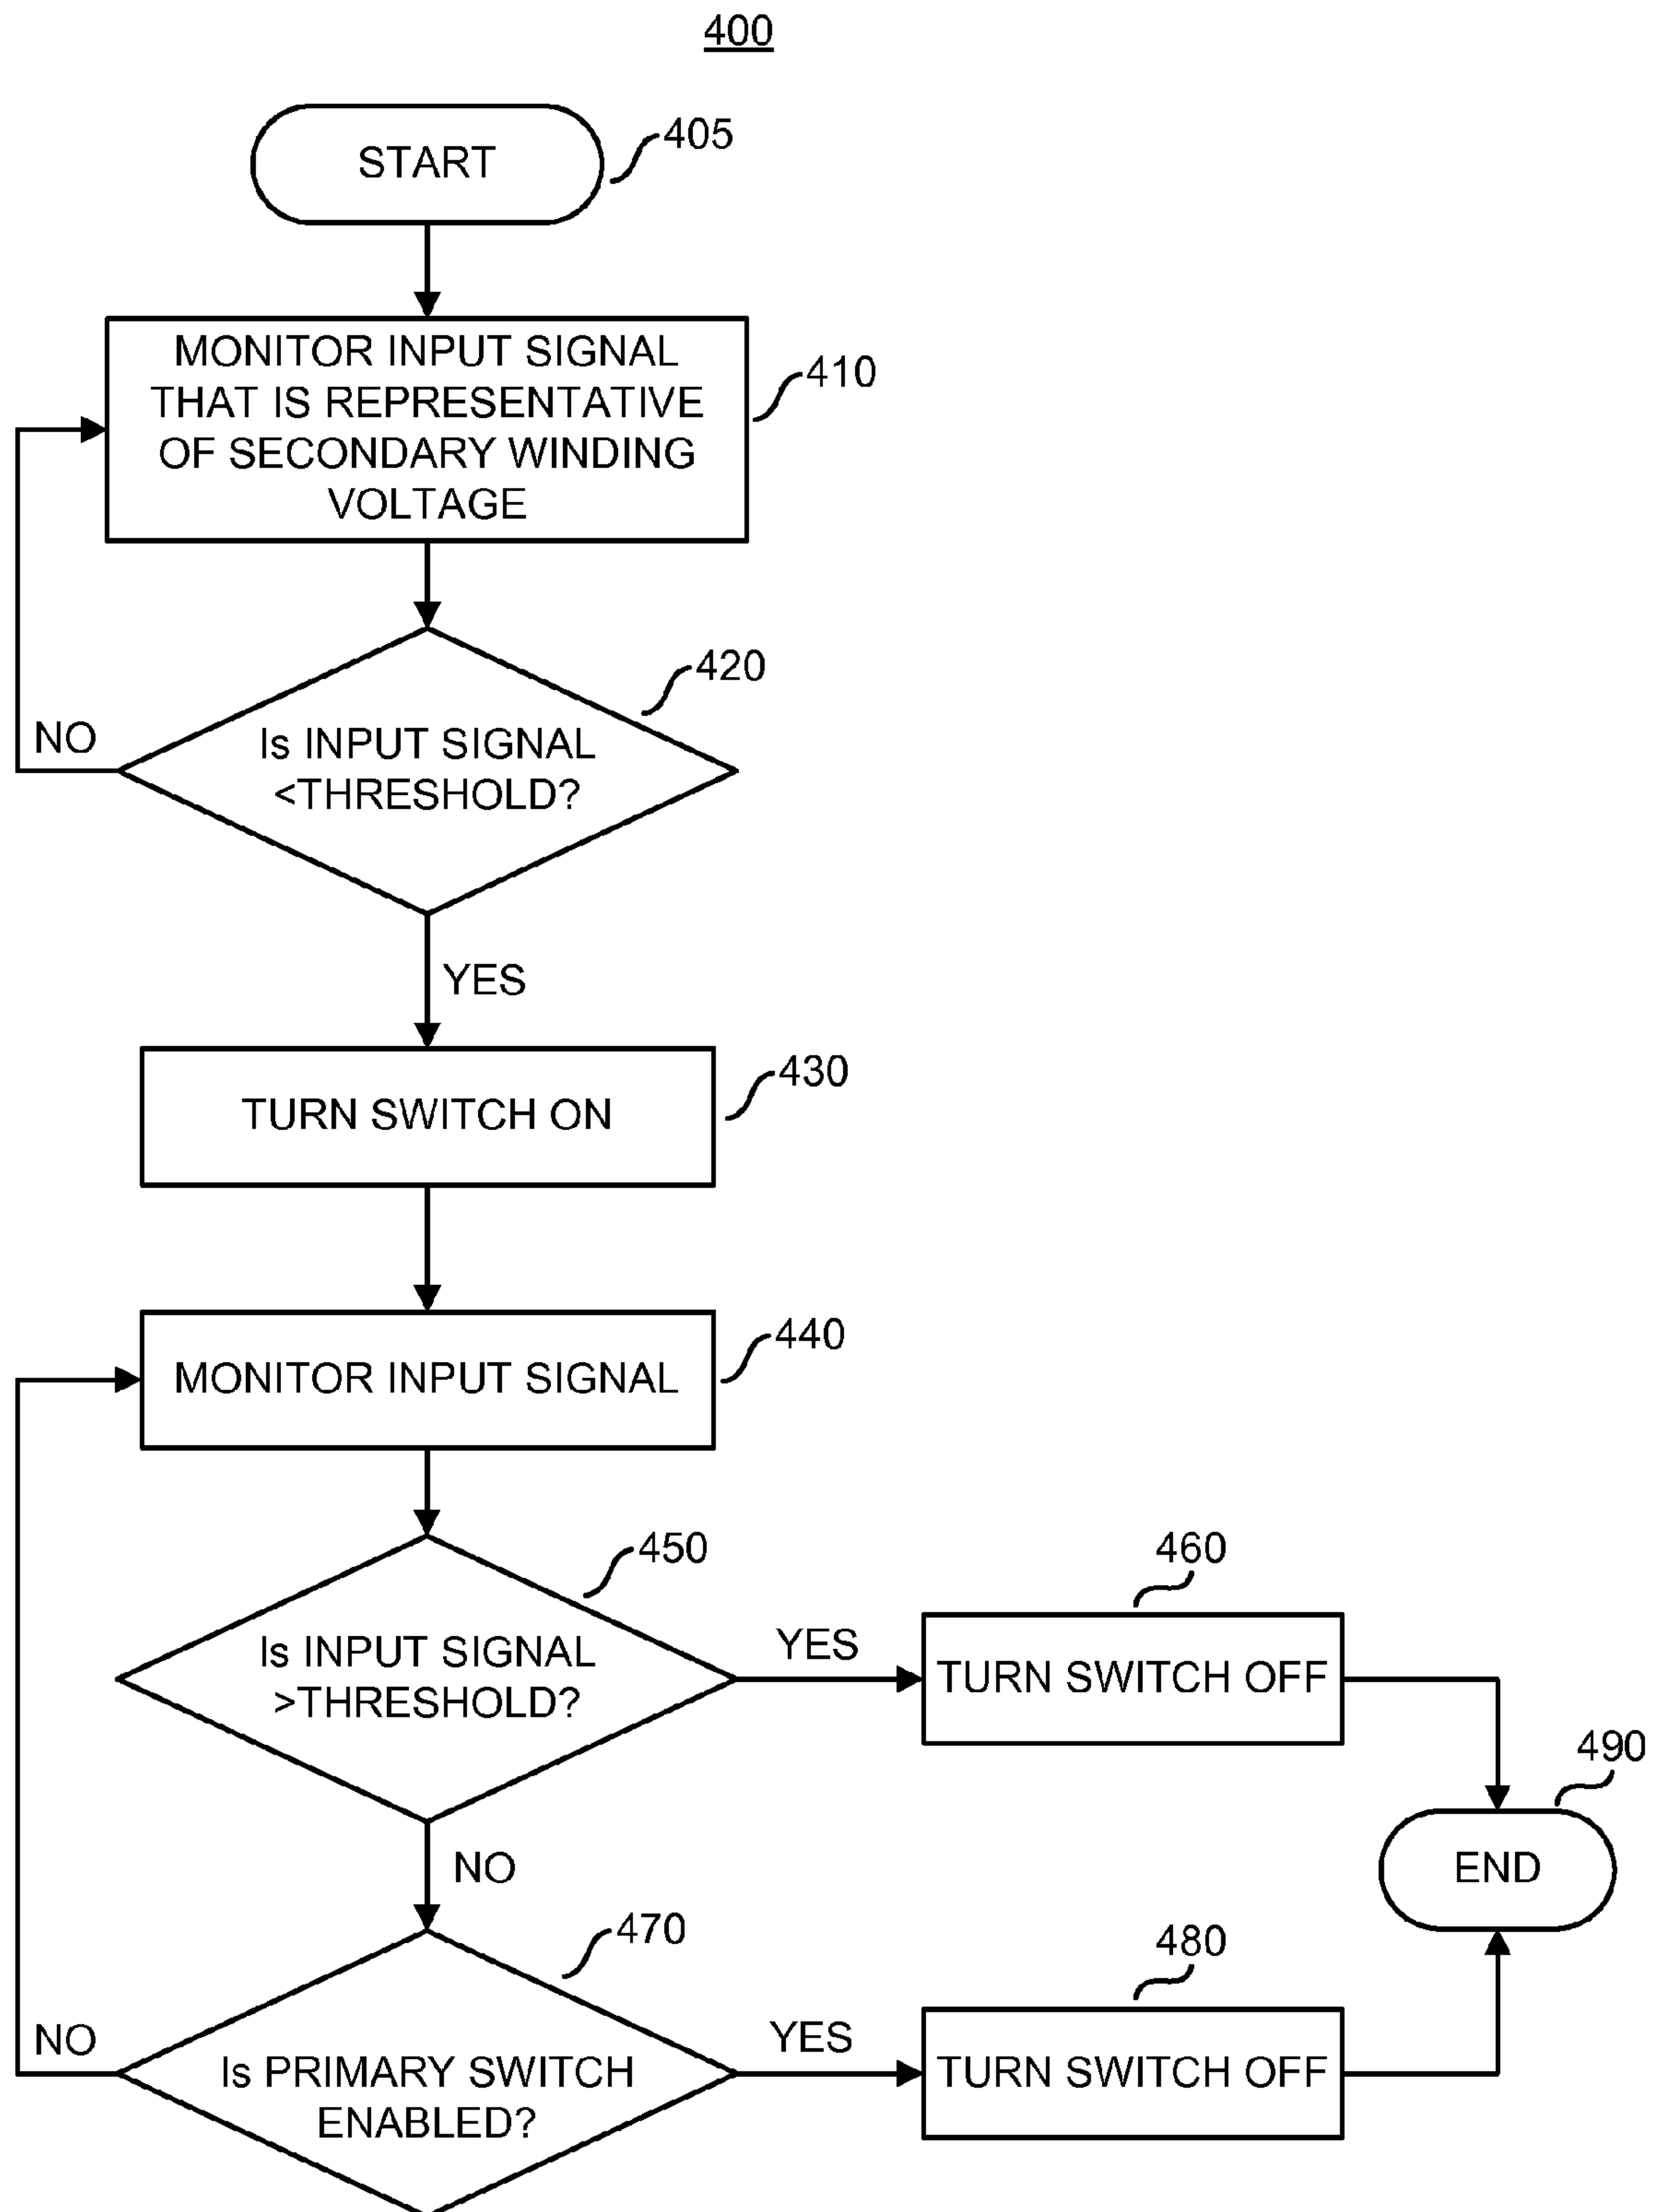 400
START
405
MONITOR INPUT SIGNAL
THAT IS REPRESENTATIVE
OF SECONDARY WINDING
VOLTAGE
410
420
NO
Is INPUT SIGNAL
<THRESHOLD?
YES
430
TURN SWITCH ON
440
MONITOR INPUT SIGNAL
450
460
Is INPUT SIGNAL
>THRESHOLD?
YES
TURN SWITCH OFF
490
NO
END
470
480
NO
Is PRIMARY SWITCH
ENABLED?
YES
TURN SWITCH OFF